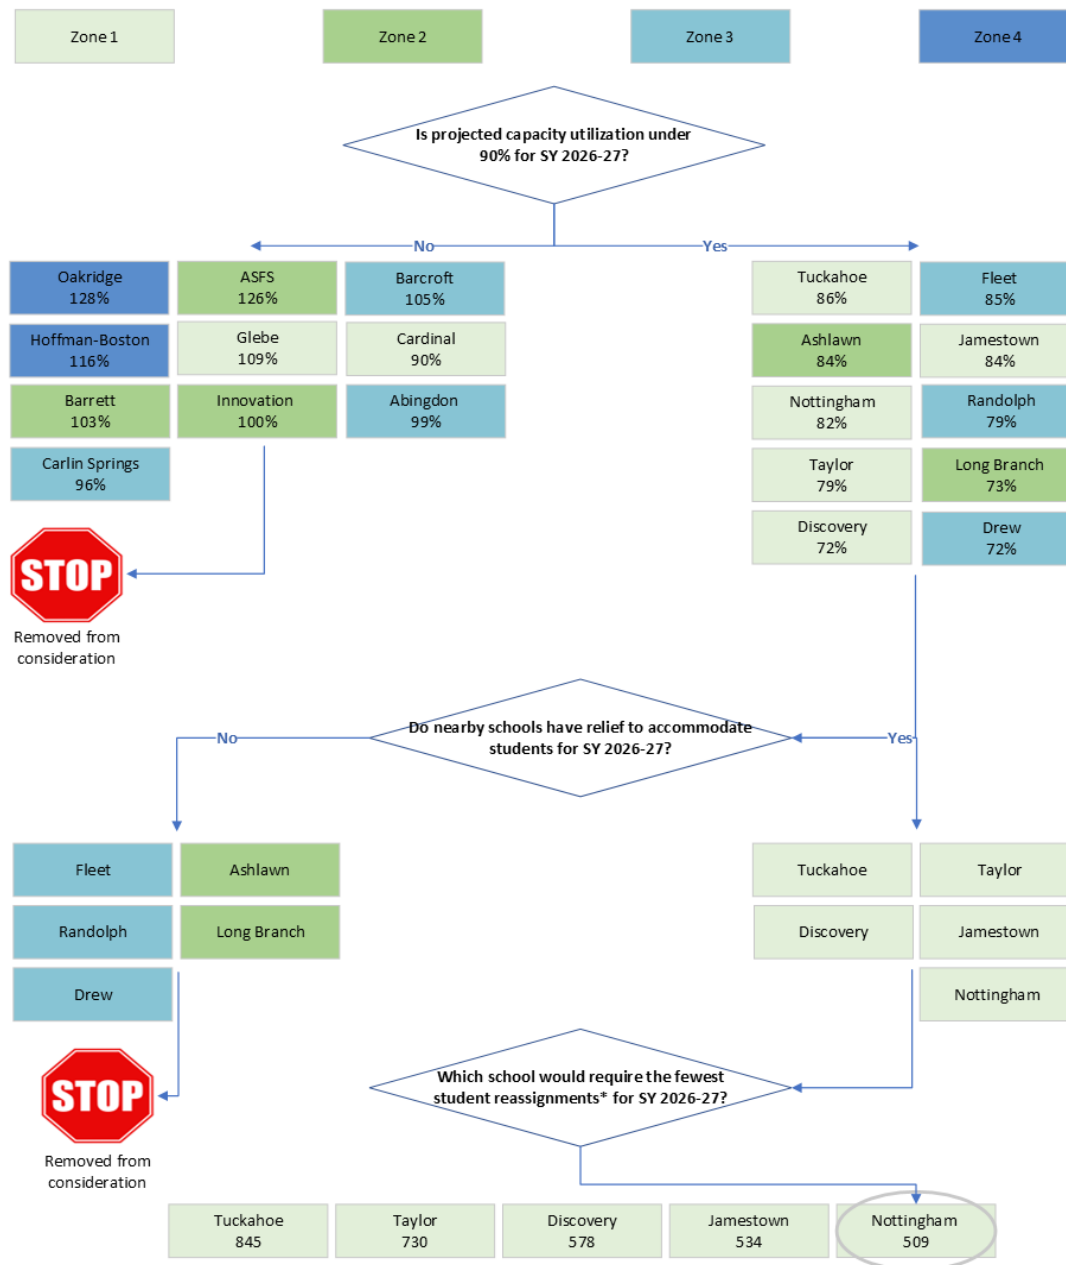 Zone 1
Zone 2
Zone 3
Zone 4
Is projected capacity utilization under
90% for SY 2026-27?
No
Yes
Oakridge
128%
ASFS
126%
Barcroft
105%
Hoffman-Boston
116%
Glebe
109%
Cardinal
90%
Barrett
103%
Innovation
100%
Abingdon
99%
Carlin Springs
96%
Tuckahoe
86%
Fleet
85%
Ashlawn
84%
Jamestown
84%
Nottingham
82%
Randolph
79%
Taylor
79%
Long Branch
73%
Discovery
72%
Drew
72%
STOP
Removed from
consideration
Do nearby schools have relief to accommodate
students for SY 2026-27?
No
Yes
Fleet
Ashlawn
Randolph
Long Branch
Drew
Tuckahoe
Taylor
Discovery
Jamestown
Nottingham
STOP
Removed from
consideration
Which school would require the fewest
student reassignments* for SY 2026-27?
Tuckahoe
845
Taylor
730
Discovery
578
Jamestown
534
Nottingham
509